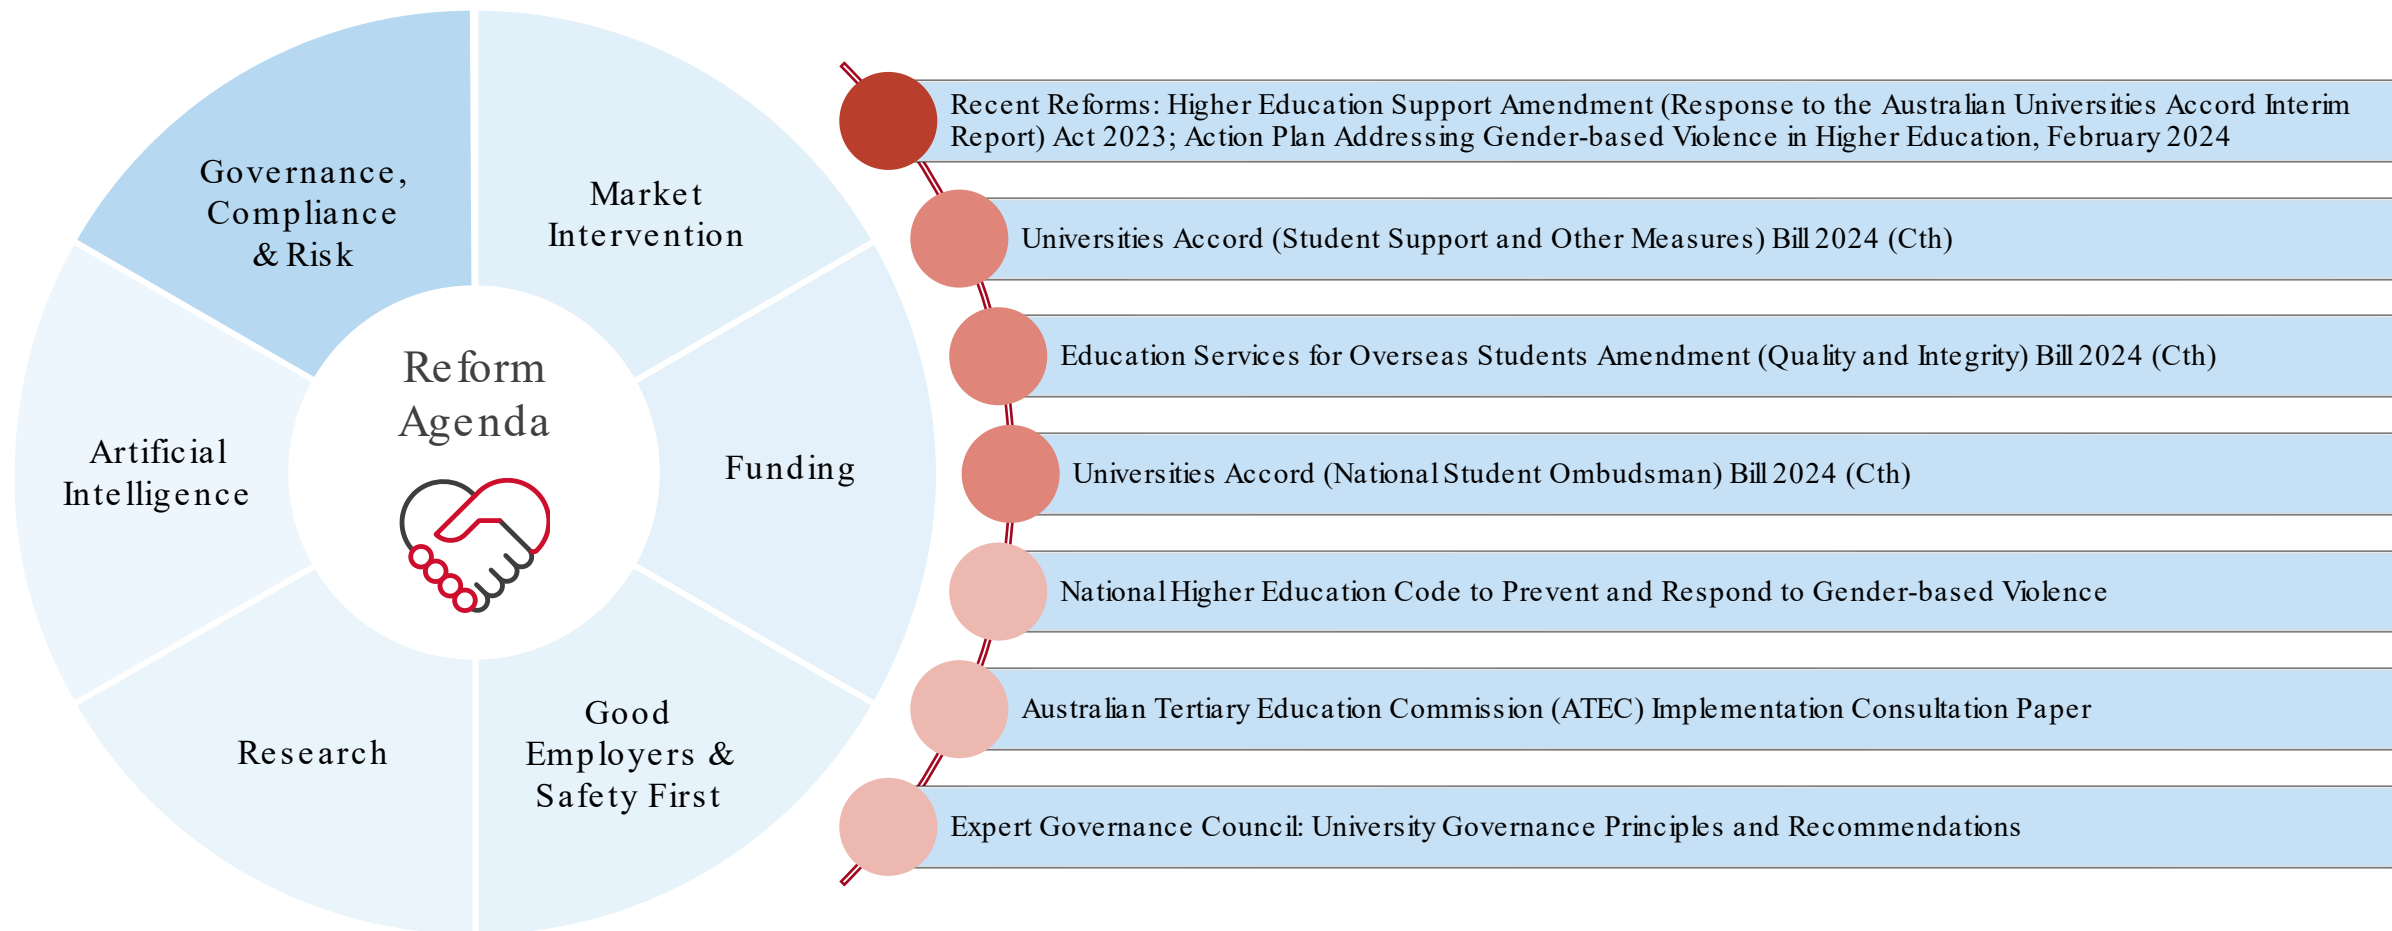 Governance,
Compliance
& Risk
Market
Intervention
Funding
Good
Employers &
Safety First
Research
Artificial
Intelligence
Reform
Agenda
Recent Reforms: Higher Education Support Amendment (Response to the Australian Universities Accord Interim
Report) Act 2023; Action Plan Addressing Gender-based Violence in Higher Education, February 2024
Universities Accord (Student Support and Other Measures) Bill 2024 (Cth)
Education Services for Overseas Students Amendment (Quality and Integrity) Bill 2024 (Cth)
Universities Accord (National Student Ombudsman) Bill 2024 (Cth)
National Higher Education Code to Prevent and Respond to Gender-based Violence
Australian Tertiary Education Commission (ATEC) Implementation Consultation Paper
Expert Governance Council: University Governance Principles and Recommendations